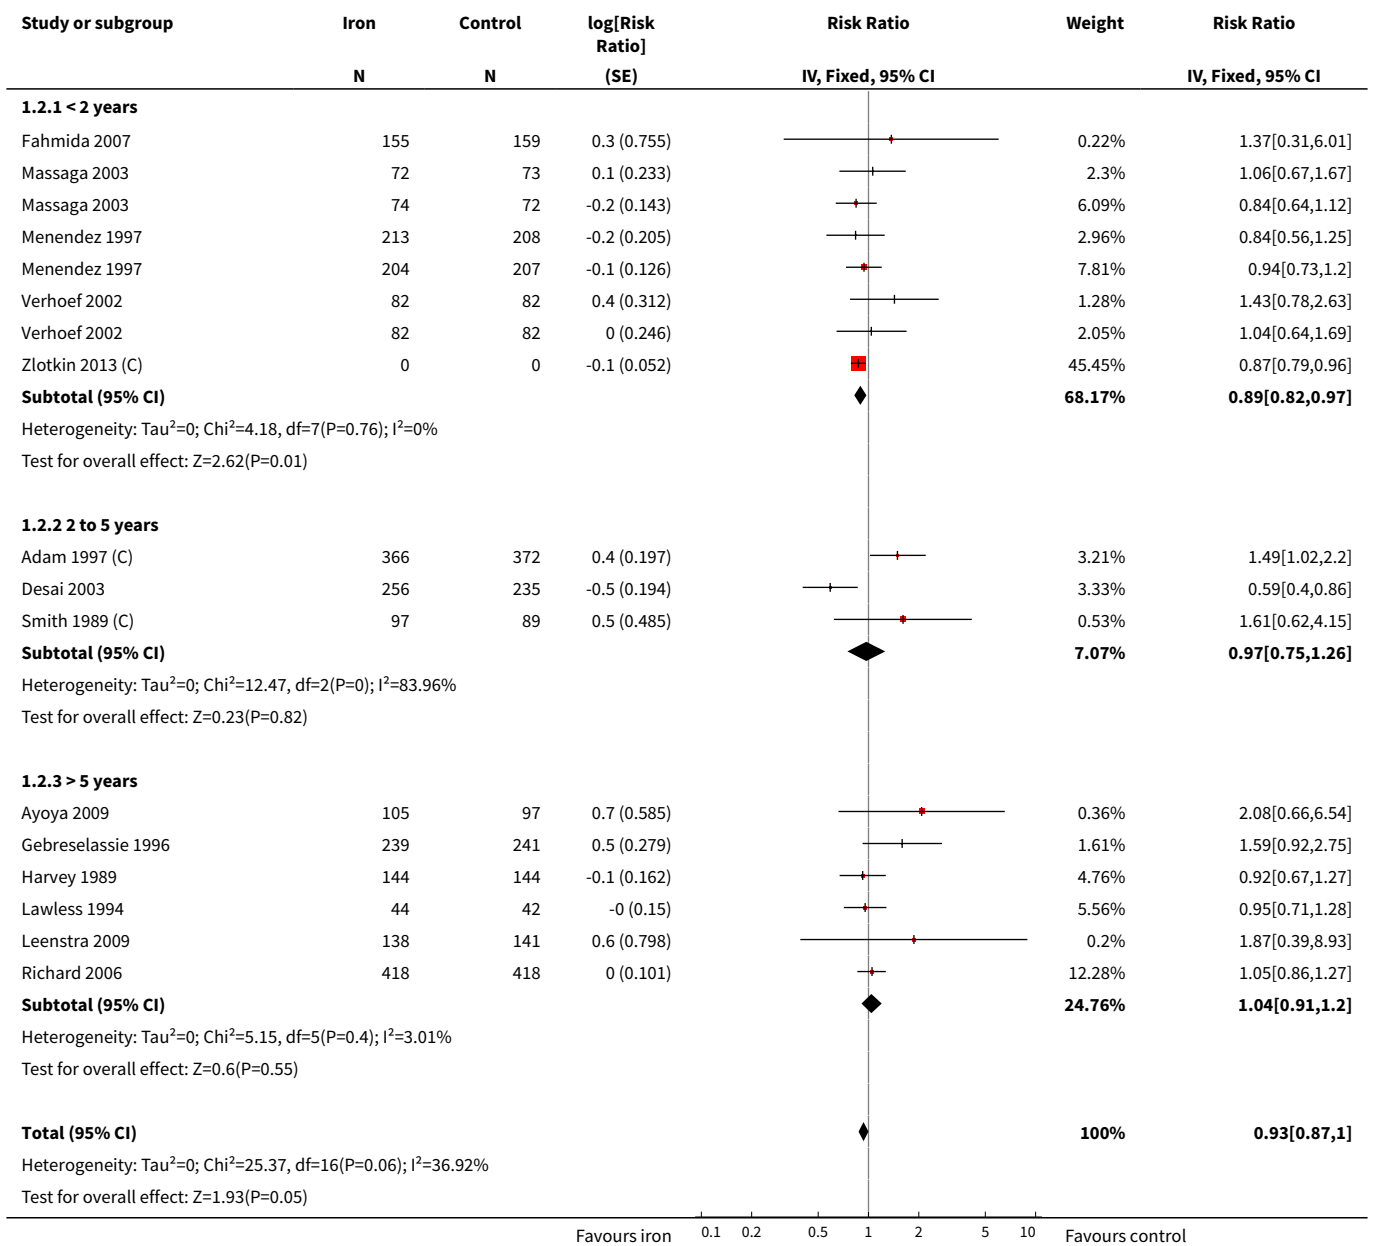 Study or subgroup Iron Control log[Risk Ratio] Risk Ratio Weight Risk Ratio
N N (SE) IV, Fixed, 95% CI IV, Fixed, 95% CI
1.2.1 < 2 years
Fahmida 2007 155 159 0.3 (0.755) 0.22% 1.37[0.31,6.01]
Massaga 2003 72 73 0.1 (0.233) 2.3% 1.06[0.67,1.67]
Massaga 2003 74 72 -0.2 (0.143) 6.09% 0.84[0.64,1.12]
Menendez 1997 213 208 -0.2 (0.205) 2.96% 0.84[0.56,1.25]
Menendez 1997 204 207 -0.1 (0.126) 7.81% 0.94[0.73,1.2]
Verhoef 2002 82 82 0.4 (0.312) 1.28% 1.43[0.78,2.63]
Verhoef 2002 82 82 0 (0.246) 2.05% 1.04[0.64,1.69]
Zlotkin 2013 (C) 0 0 -0.1 (0.052) 45.45% 0.87[0.79,0.96]
Subtotal (95% CI) 68.17% 0.89[0.82,0.97]
Heterogeneity: Tau²=0; Chi²=4.18, df=7(P=0.76); I²=0%
Test for overall effect: Z=2.62(P=0.01)
1.2.2 2 to 5 years
Adam 1997 (C) 366 372 0.4 (0.197) 3.21% 1.49[1.02,2.2]
Desai 2003 256 235 -0.5 (0.194) 3.33% 0.59[0.4,0.86]
Smith 1989 (C) 97 89 0.5 (0.485) 0.53% 1.61[0.62,4.15]
Subtotal (95% CI) 7.07% 0.97[0.75,1.26]
Heterogeneity: Tau²=0; Chi²=12.47, df=2(P=0); I²=83.96%
Test for overall effect: Z=0.23(P=0.82)
1.2.3 > 5 years
Ayoya 2009 105 97 0.7 (0.585) 0.36% 2.08[0.66,6.54]
Gebreselassie 1996 239 241 0.5 (0.279) 1.61% 1.59[0.92,2.75]
Harvey 1989 144 144 -0.1 (0.162) 4.76% 0.92[0.67,1.27]
Lawless 1994 44 42 -0 (0.15) 5.56% 0.95[0.71,1.28]
Leenstra 2009 138 141 0.6 (0.798) 0.2% 1.87[0.39,8.93]
Richard 2006 418 418 0 (0.101) 12.28% 1.05[0.86,1.27]
Subtotal (95% CI) 24.76% 1.04[0.91,1.2]
Heterogeneity: Tau²=0; Chi²=5.15, df=5(P=0.4); I²=3.01%
Test for overall effect: Z=0.6(P=0.55)
Total (95% CI) 100% 0.93[0.87,1]
Heterogeneity: Tau²=0; Chi²=25.37, df=16(P=0.06); I²=36.92%
Test for overall effect: Z=1.93(P=0.05)
Favours iron 0.1 0.2 0.5 1 2 5 10 Favours control